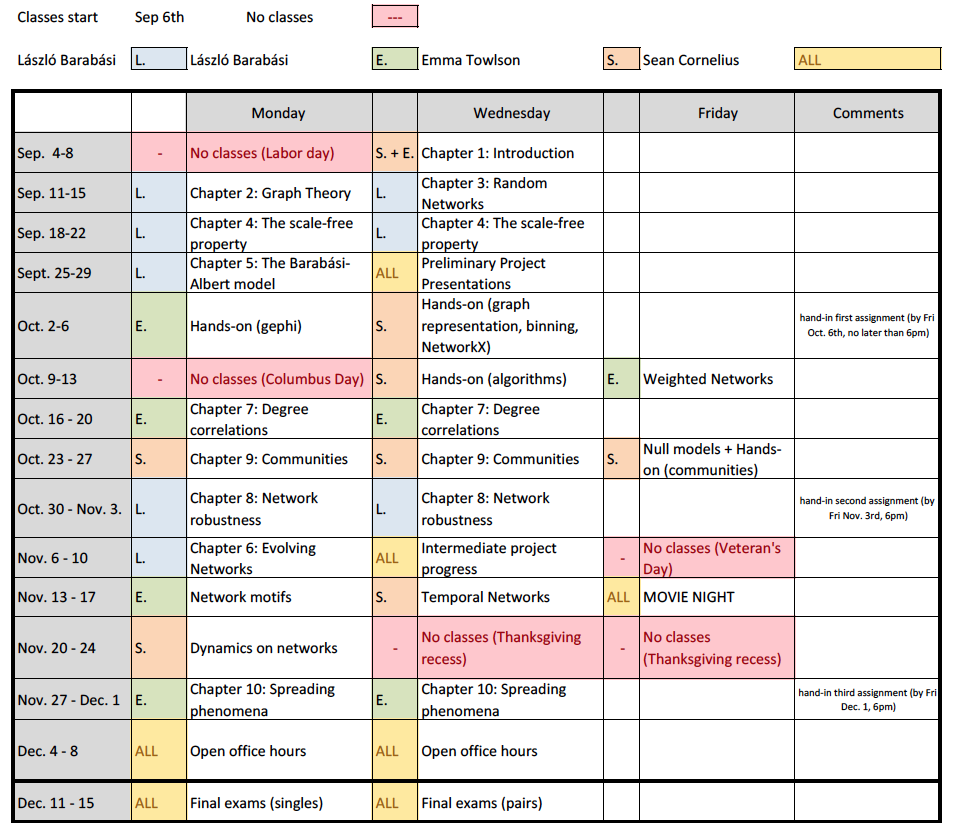 Classes start Sep 6th No classes ---
László Barabási L. László Barabási E. Emma Towlson S. Sean Cornelius ALL
Monday Wednesday Friday Comments
Sep. 4-8 - No classes (Labor day) S. + E. Chapter 1: Introduction
Sep. 11-15 L. Chapter 2: Graph Theory L. Chapter 3: Random
Networks
Sep. 18-22 L. Chapter 4: The scale-free
property L. Chapter 4: The scale-free
property
Sept. 25-29 L. Chapter 5: The Barabási-
Albert model ALL Preliminary Project
Presentations
Oct. 2-6 E. Hands-on (gephi) S. Hands-on (graph
representation, binning,
NetworkX) hand-in first assignment (by Fri
Oct. 6th, no later than 6pm)
Oct. 9-13 - No classes (Columbus Day) S. Hands-on (algorithms) E. Weighted Networks
Oct. 16 - 20 E. Chapter 7: Degree
correlations E. Chapter 7: Degree
correlations
Oct. 23 - 27 S. Chapter 9: Communities S. Chapter 9: Communities S. Null models + Hands-
on (communities)
Oct. 30 - Nov. 3. L. Chapter 8: Network
robustness L. Chapter 8: Network
robustness hand-in second assignment (by
Fri Nov. 3rd, 6pm)
Nov. 6 - 10 L. Chapter 6: Evolving
Networks ALL Intermediate project
progress - No classes (Veteran's
Day)
Nov. 13 - 17 E. Network motifs S. Temporal Networks ALL MOVIE NIGHT
Nov. 20 - 24 S. Dynamics on networks - No classes (Thanksgiving
recess) - No classes
(Thanksgiving recess)
Nov. 27 - Dec. 1 E. Chapter 10: Spreading
phenomena E. Chapter 10: Spreading
phenomena hand-in third assignment (by Fri
Dec. 1, 6pm)
Dec. 4 - 8 ALL Open office hours ALL Open office hours
Dec. 11 - 15 ALL Final exams (singles) ALL Final exams (pairs)